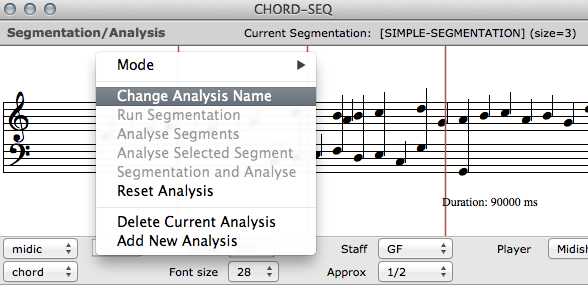 CHORD-SEQ
Segmentation/Analysis Current Segmentation: [SIMPLE-SEGMENTATION] (size=3)
Mode
Change Analysis Name
Run Segmentation
Analyse Segments
Analyse Selected Segment
Segmentation and Analyse
Reset Analysis
Delete Current Analysis
Add New Analysis
Duration: 90000 ms
midic Staff GF Player Midish
chord Font size 28 Approx 1/2